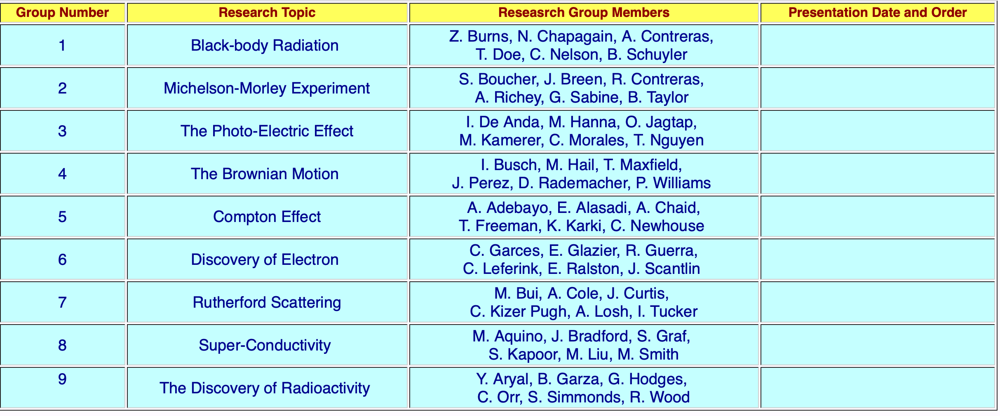 Group Number Research Topic Reseasrch Group Members Presentation Date and Order
1 Black-body Radiation Z. Burns, N. Chapagain, A. Contreras,
T. Doe, C. Nelson, B. Schuyler
2 Michelson-Morley Experiment S. Boucher, J. Breen, R. Contreras,
A. Richey, G. Sabine, B. Taylor
3 The Photo-Electric Effect I. De Anda, M. Hanna, O. Jagtap,
M. Kamerer, C. Morales, T. Nguyen
4 The Brownian Motion I. Busch, M. Hail, T. Maxfield,
J. Perez, D. Rademacher, P. Williams
5 Compton Effect A. Adebayo, E. Alasadi, A. Chaid,
T. Freeman, K. Karki, C. Newhouse
6 Discovery of Electron C. Garces, E. Glazier, R. Guerra,
C. Leferink, E. Ralston, J. Scantlin
7 Rutherford Scattering M. Bui, A. Cole, J. Curtis,
C. Kizer Pugh, A. Losh, I. Tucker
8 Super-Conductivity M. Aquino, J. Bradford, S. Graf,
S. Kapoor, M. Liu, M. Smith
9 The Discovery of Radioactivity Y. Aryal, B. Garza, G. Hodges,
C. Orr, S. Simmonds, R. Wood